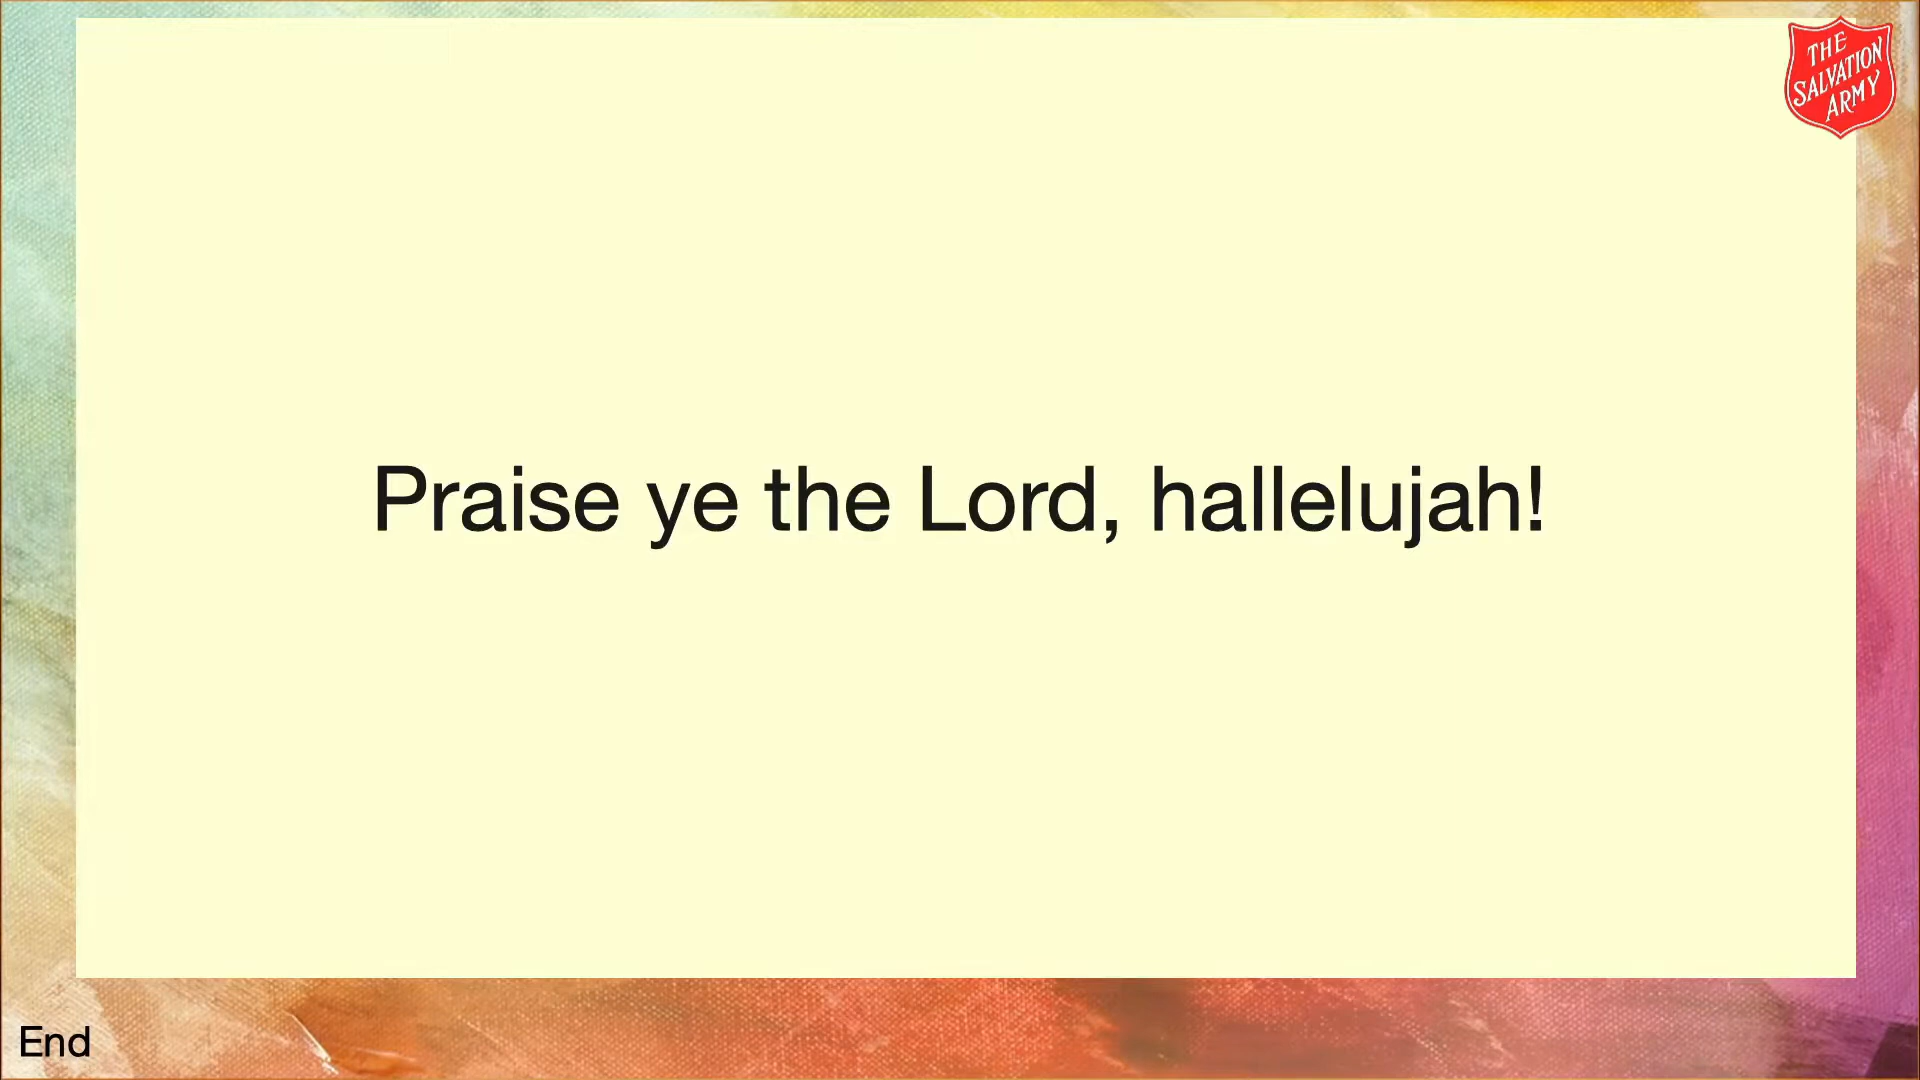 THE
SALVATION
ARMY
Praise ye the Lord, hallelujah!
End